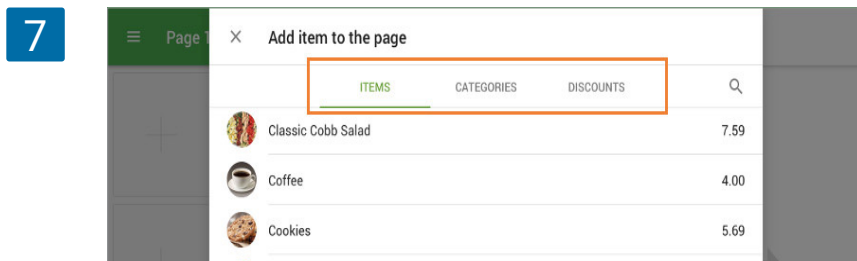 7
Page 1
Add item to the page
ITEMS CATEGORIES DISCOUNTS
Classic Cobb Salad 7.59
Coffee 4.00
Cookies 5.69